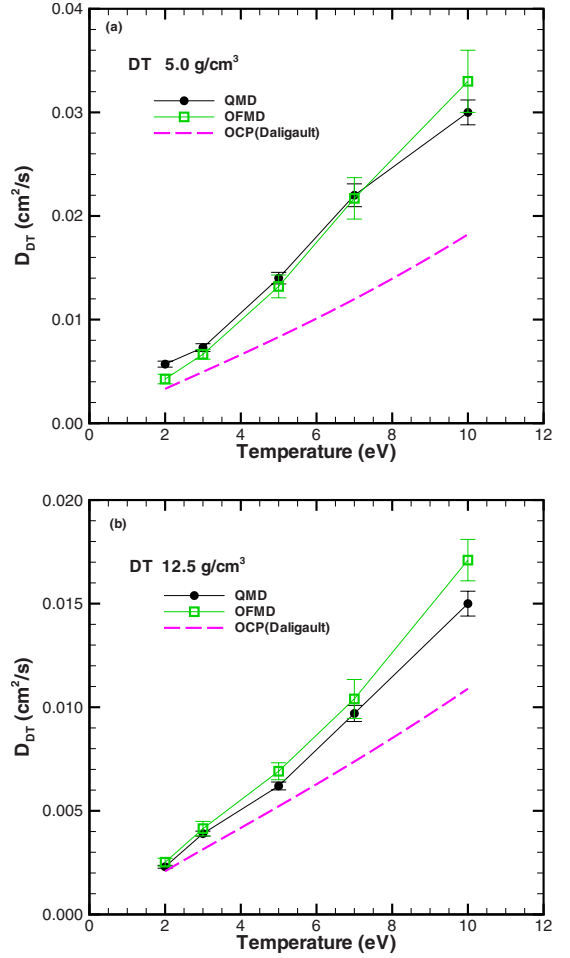 0.04
(a)
DT 5.0 g/cm³
QMD
OFMD
OCP(Daligault)
0.03
0.02
0.01
0.00
D_DT (cm²/s)
0 2 4 6 8 10 12
Temperature (eV)
0.020
(b)
DT 12.5 g/cm³
QMD
OFMD
OCP(Daligault)
0.015
0.010
0.005
0.000
D_DT (cm²/s)
0 2 4 6 8 10 12
Temperature (eV)